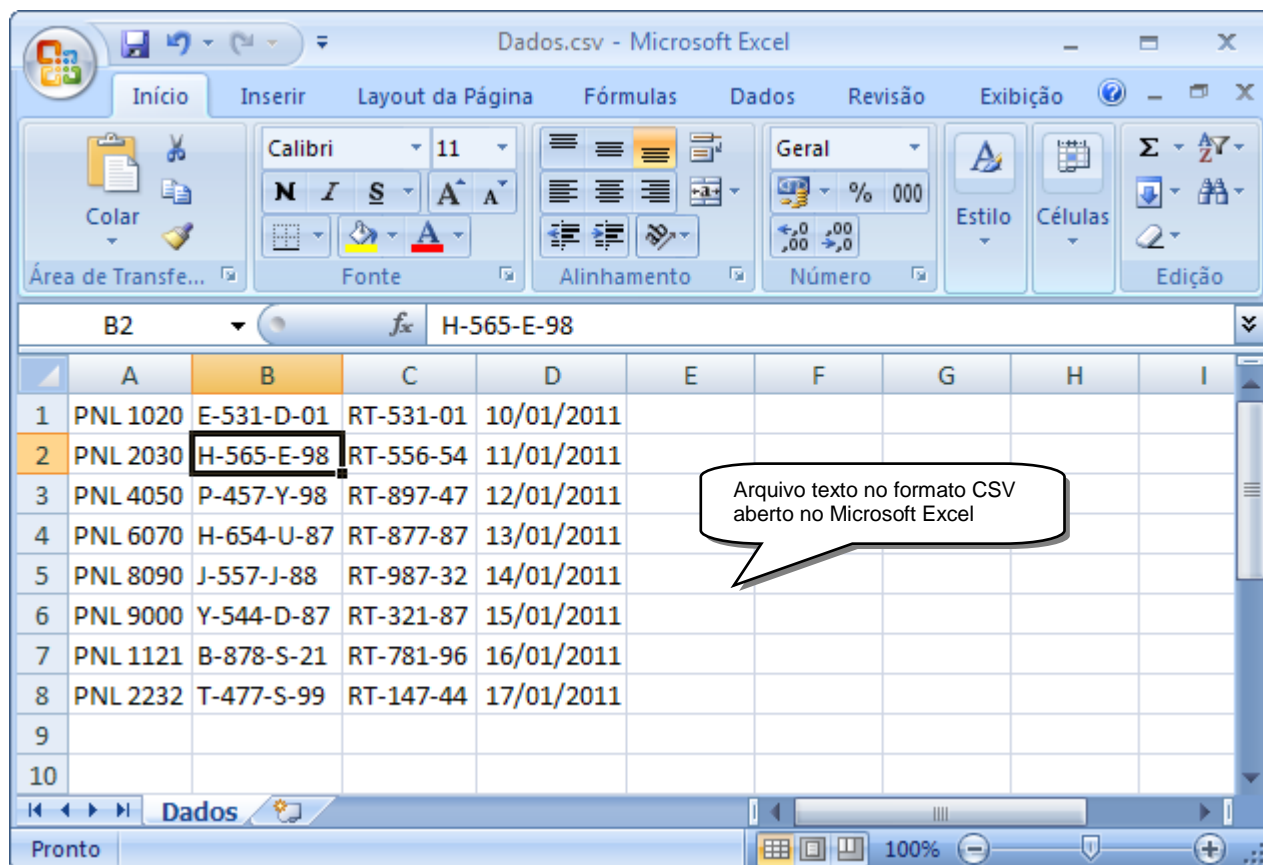 Dados.csv - Microsoft Excel
Início Inserir Layout da Página Fórmulas Dados Revisão Exibição
Colar
Área de Transfe...
Calibri 11
N I S A A
A
Fonte
Alinhamento
Geral
% 000
,0 ,00
,00 ,0
Número
Estilo
Células
Σ A Z
Edição
B2 fx H-565-E-98
A B C D E F G H I
1 PNL 1020 E-531-D-01 RT-531-01 10/01/2011
2 PNL 2030 H-565-E-98 RT-556-54 11/01/2011
3 PNL 4050 P-457-Y-98 RT-897-47 12/01/2011
4 PNL 6070 H-654-U-87 RT-877-87 13/01/2011
5 PNL 8090 J-557-J-88 RT-987-32 14/01/2011
6 PNL 9000 Y-544-D-87 RT-321-87 15/01/2011
7 PNL 1121 B-878-S-21 RT-781-96 16/01/2011
8 PNL 2232 T-477-S-99 RT-147-44 17/01/2011
9
10
Arquivo texto no formato CSV
aberto no Microsoft Excel
Dados
Pronto 100%